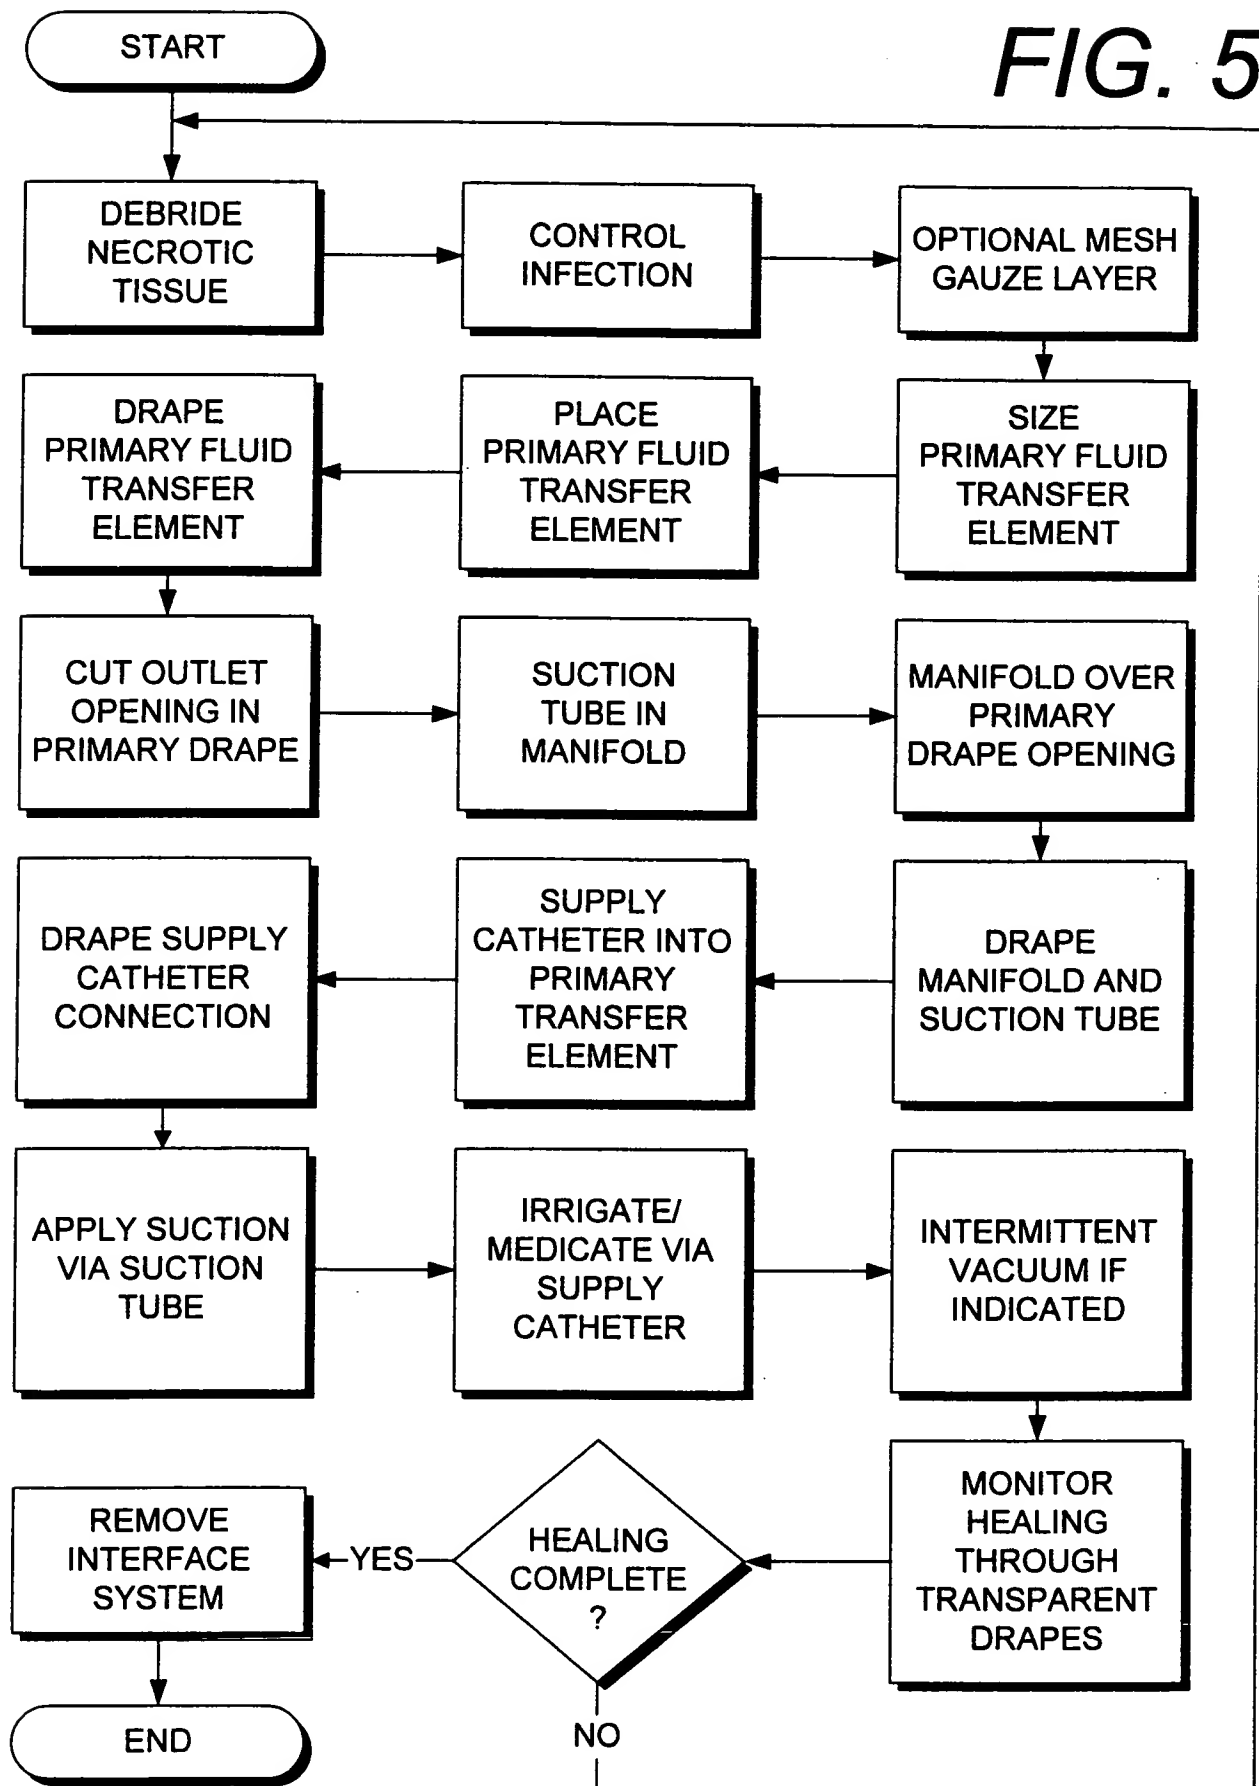 START
FIG. 5
DEBRIDE
NECROTIC
TISSUE
CONTROL
INFECTION
OPTIONAL MESH
GAUZE LAYER
SIZE
PRIMARY FLUID
TRANSFER
ELEMENT
PLACE
PRIMARY FLUID
TRANSFER
ELEMENT
DRAPE
PRIMARY FLUID
TRANSFER
ELEMENT
CUT OUTLET
OPENING IN
PRIMARY DRAPE
SUCTION
TUBE IN
MANIFOLD
MANIFOLD OVER
PRIMARY
DRAPE OPENING
DRAPE
MANIFOLD AND
SUCTION TUBE
SUPPLY
CATHETER INTO
PRIMARY
TRANSFER
ELEMENT
DRAPE SUPPLY
CATHETER
CONNECTION
APPLY SUCTION
VIA SUCTION
TUBE
IRRIGATE/
MEDICATE VIA
SUPPLY
CATHETER
INTERMITTENT
VACUUM IF
INDICATED
MONITOR
HEALING
THROUGH
TRANSPARENT
DRAPES
HEALING
COMPLETE
?
YES
REMOVE
INTERFACE
SYSTEM
END
NO